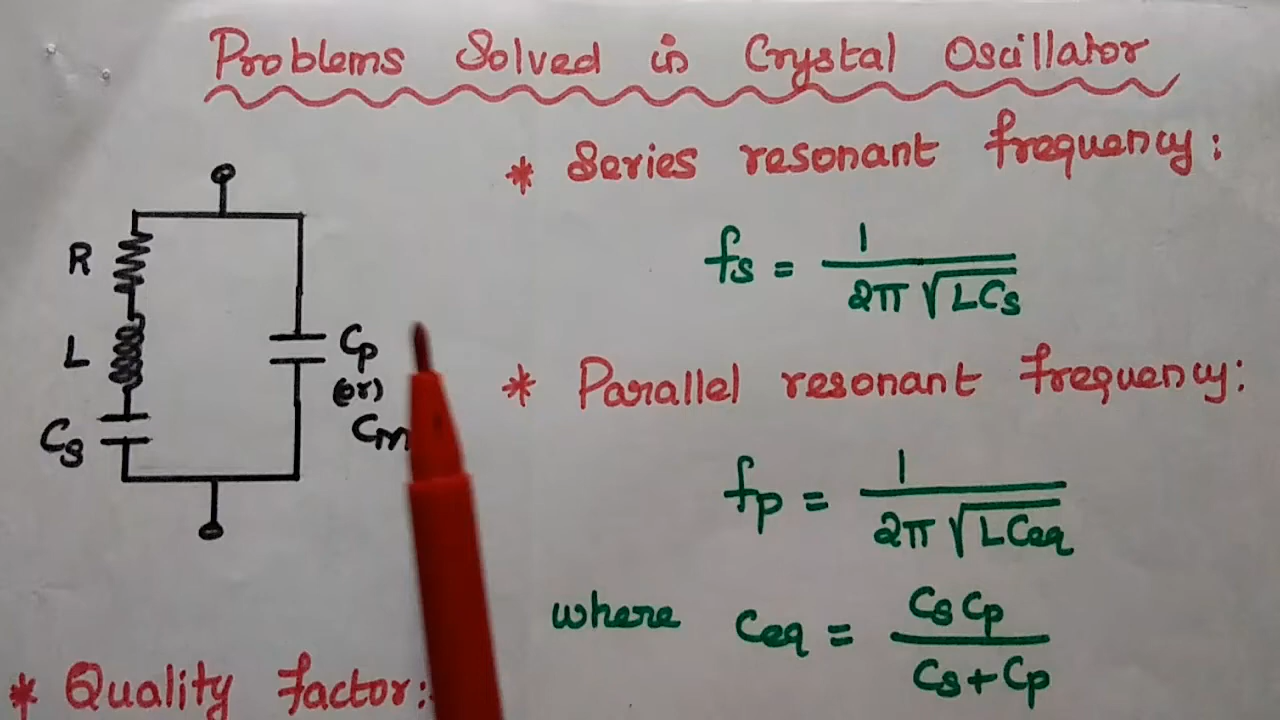 Problems Solved in Crystal Oscillator
* Series resonant frequency:
fs = 1 / 2π √LCs
R
L
Cs
Cp
(or)
Cm
* Parallel resonant frequency:
fp = 1 / 2π √LCeq
where Ceq = CsCp / Cs+Cp
* Quality Factor: